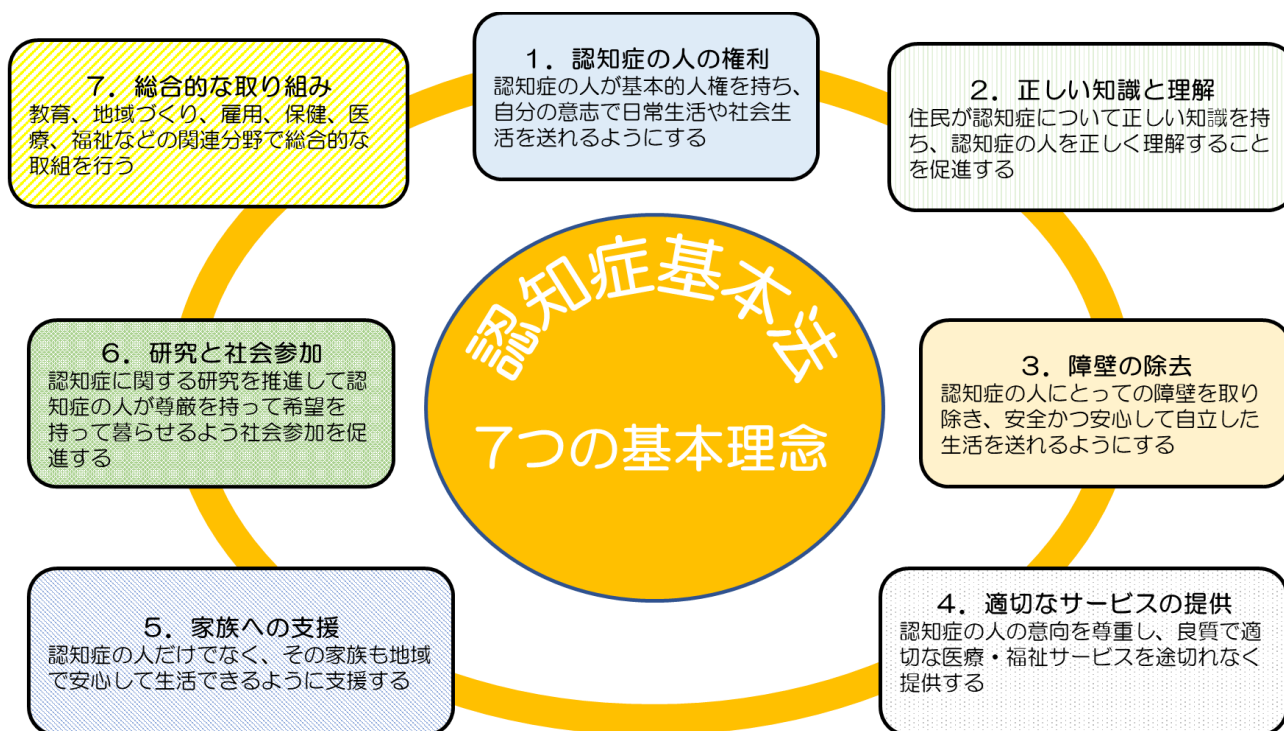 認知症基本法
7つの基本理念
1．認知症の人の権利
認知症の人が基本的人権を持ち、
自分の意志で日常生活や社会生
活を送れるようにする
2．正しい知識と理解
住民が認知症について正しい知識を持
ち、認知症の人を正しく理解すること
を促進する
3．障壁の除去
認知症の人にとっての障壁を取り
除き、安全かつ安心して自立した
生活を送れるようにする
4．適切なサービスの提供
認知症の人の意向を尊重し、良質で適
切な医療・福祉サービスを途切れなく
提供する
5．家族への支援
認知症の人だけでなく、その家族も地域
で安心して生活できるように支援する
6．研究と社会参加
認知症に関する研究を推進して認
知症の人が尊厳を持って希望を
持って暮らせるよう社会参加を促
進する
7．総合的な取り組み
教育、地域づくり、雇用、保健、医
療、福祉などの関連分野で総合的な
取組を行う